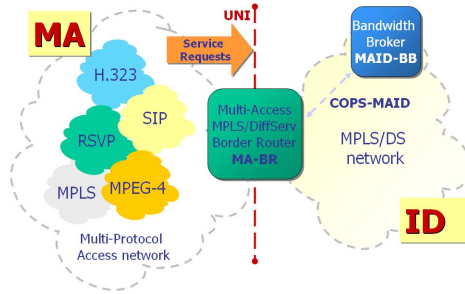 MA
UNI
Service
Requests
Bandwidth
Broker
MAID-BB
H.323
SIP
RSVP
MPLS
MPEG-4
Multi-Access
MPLS/DiffServ
Border Router
MA-BR
COPS-MAID
MPLS/DS
network
ID
Multi-Protocol
Access network